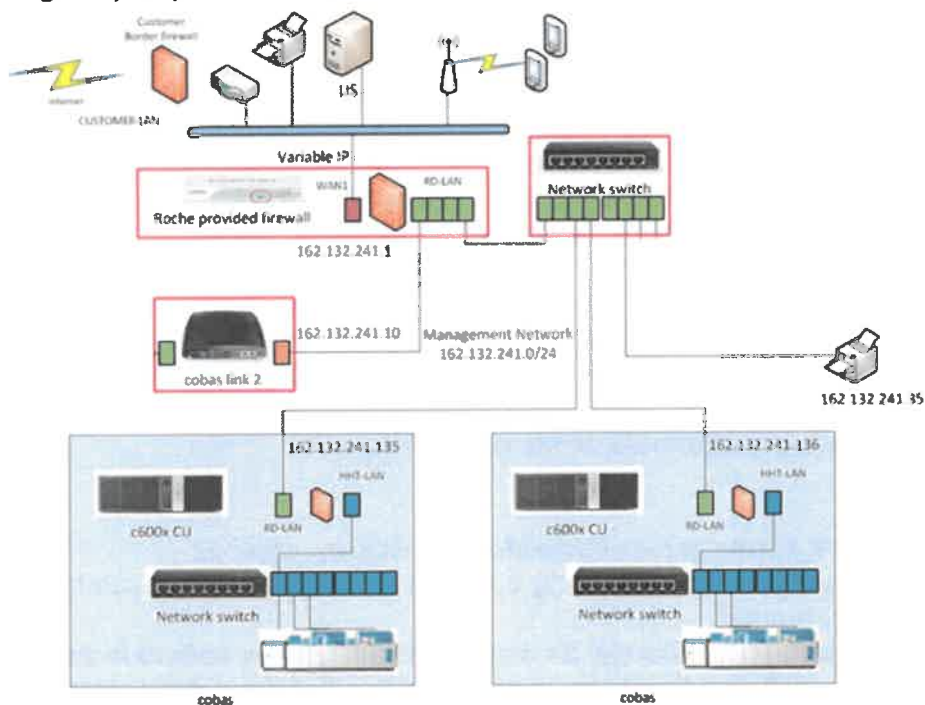 Customer
Border firewall
Internet
CUSTOMER-LAN
LIS
Variable IP
WAN1
RD-LAN
Roche provided firewall
Network switch
162.132.241.1
162.132.241.10
Management Network
162.132.241.0/24
cobas link 2
162.132.241.35
162.132.241.135
HHT-LAN
c600x CU
RD-LAN
Network switch
cobas
162.132.241.136
HHT-LAN
c600x CU
RD-LAN
Network switch
cobas